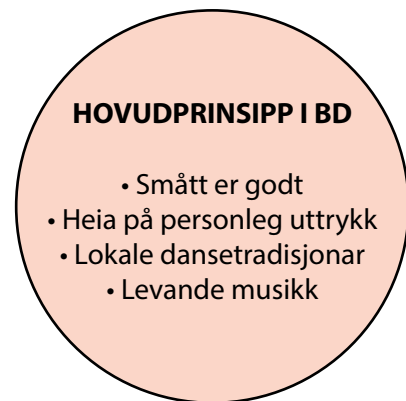 HOVUDPRINSIPP I BD
• Smått er godt
• Heia på personleg uttrykk
• Lokale dansetradisjonar
• Levande musikk